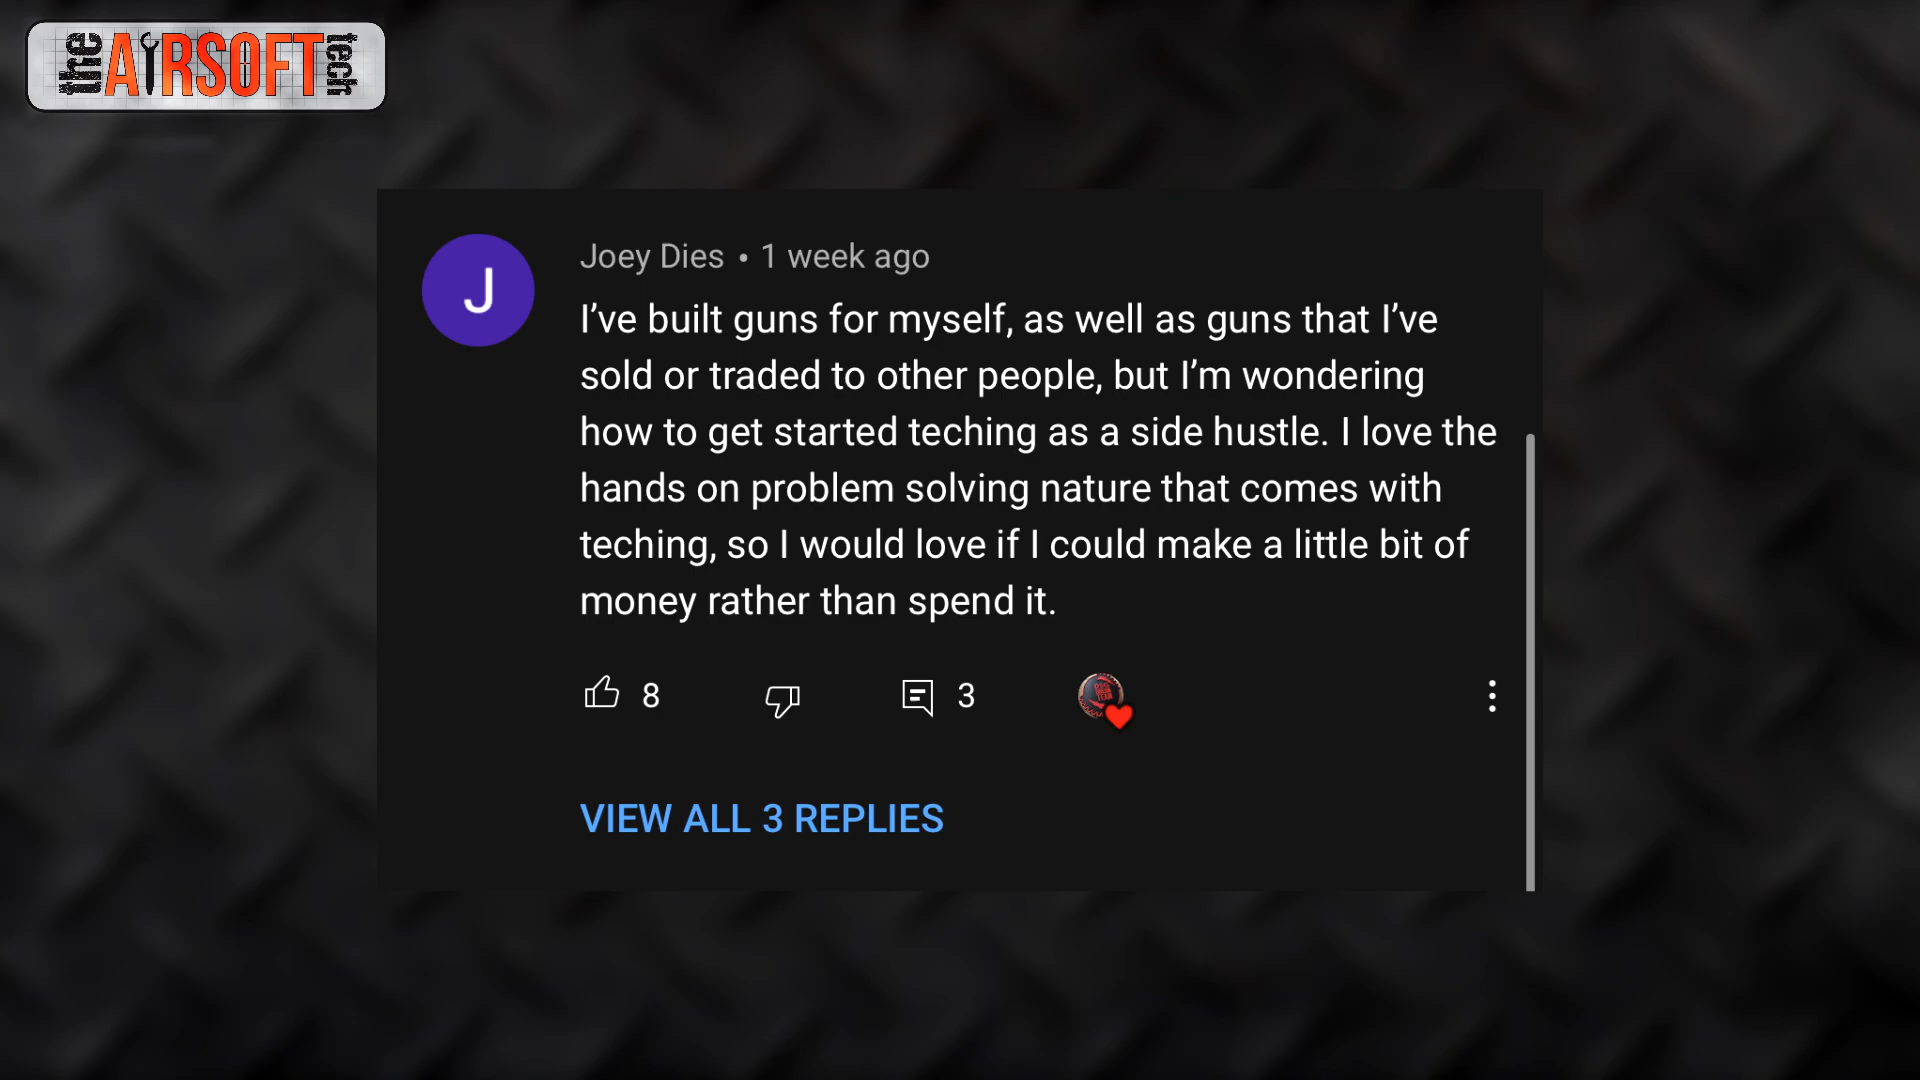 the AIRSOFT tech
Joey Dies • 1 week ago
I've built guns for myself, as well as guns that I've
sold or traded to other people, but I'm wondering
how to get started teching as a side hustle. I love the
hands on problem solving nature that comes with
teching, so I would love if I could make a little bit of
money rather than spend it.
8 3
VIEW ALL 3 REPLIES
J